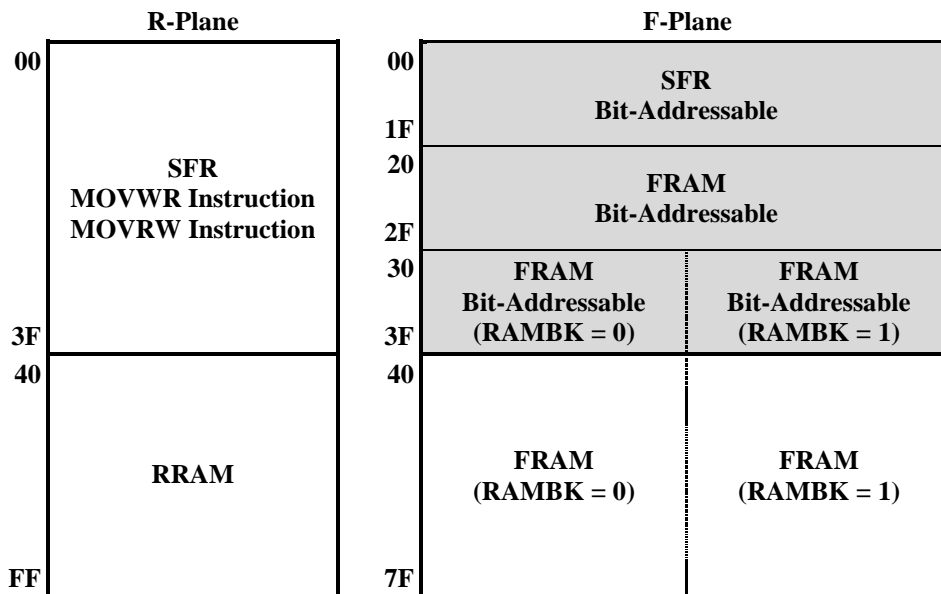 R-Plane
00
SFR
MOVWR Instruction
MOVRW Instruction
3F
40
RRAM
FF
F-Plane
00
SFR
Bit-Addressable
1F
20
FRAM
Bit-Addressable
2F
30
FRAM
Bit-Addressable
(RAMBK = 0)
FRAM
Bit-Addressable
(RAMBK = 1)
3F
40
FRAM
(RAMBK = 0)
FRAM
(RAMBK = 1)
7F